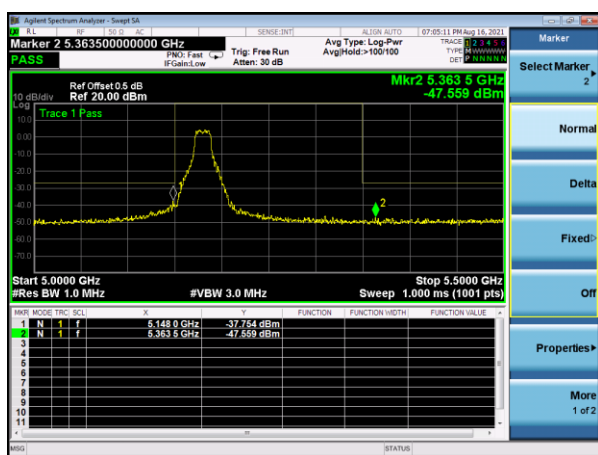 Agilent Spectrum Analyzer - Swept SA
RL RF 50 Ω AC SENSE:INT ALIGN AUTO 07:05:11 PM Aug 16, 2021
Marker 2 5.363500000000 GHz
PASS
PNO: Fast
IFGain:Low
Trig: Free Run
Atten: 30 dB
Avg Type: Log-Pwr
Avg|Hold:>100/100
TRACE 1 2 3 4 5 6
TYPE MWWWWW
DET P N N N N N
Mkr2 5.363 5 GHz
-47.559 dBm
Ref Offset 0.5 dB
10 dB/div Ref 20.00 dBm
Log
Trace 1 Pass
10.0
0.00
-10.0
-20.0
-30.0
-40.0
-50.0
-60.0
-70.0
2
Start 5.0000 GHz Stop 5.5000 GHz
#Res BW 1.0 MHz #VBW 3.0 MHz Sweep 1.000 ms (1001 pts)
MKR MODE TRC SCL X Y FUNCTION FUNCTION WIDTH FUNCTION VALUE
1 N 1 f 5.148 0 GHz -37.754 dBm
2 N 1 f 5.363 5 GHz -47.559 dBm
3
4
5
6
7
8
9
10
11
MSG STATUS
Marker
Select Marker
2
Normal
Delta
Fixed
Off
Properties
More
1 of 2